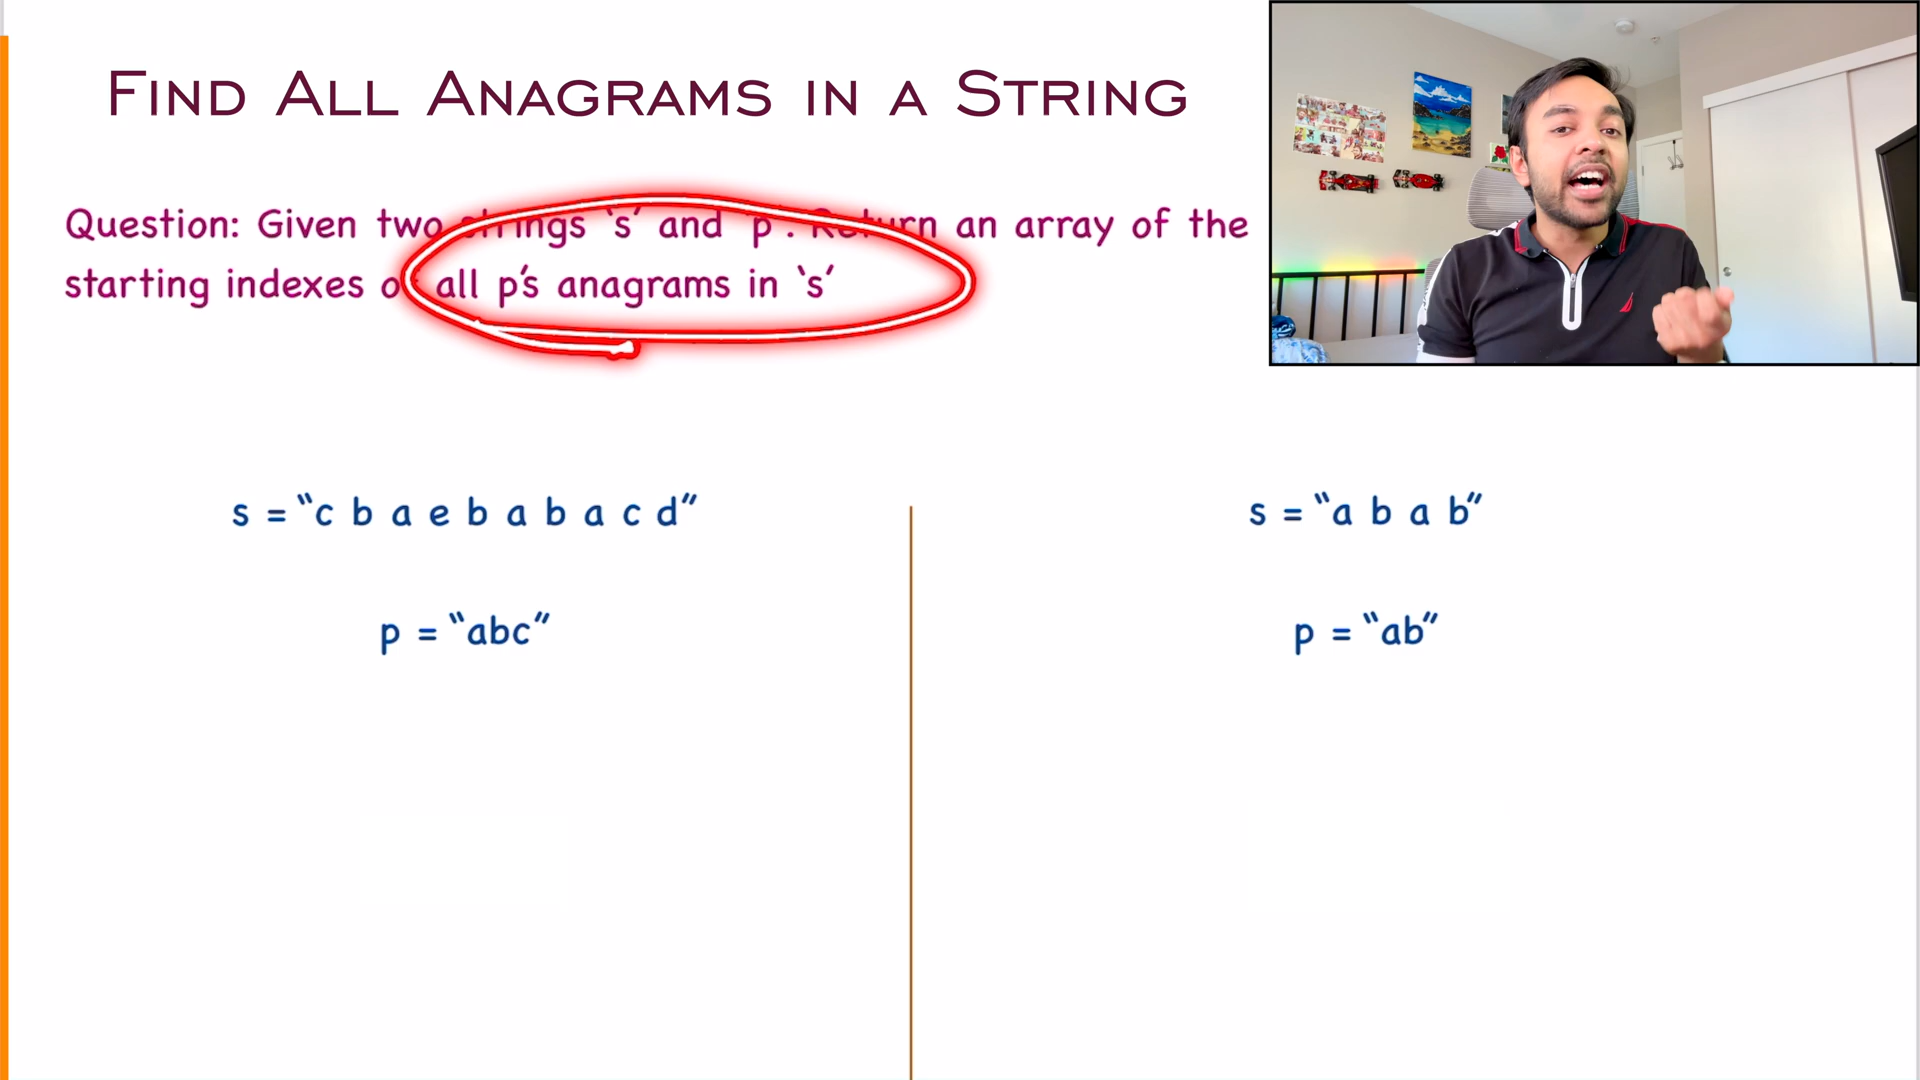 FIND ALL ANAGRAMS IN A STRING
Question: Given two strings ‘s’ and ‘p’. Return an array of the
starting indexes of all p’s anagrams in ‘s’
s = “c b a e b a b a c d”
p = “abc”
s = “a b a b”
p = “ab”